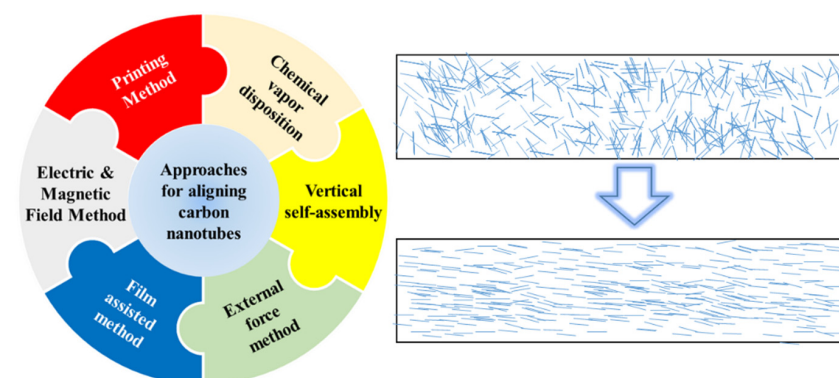 Printing
Method
Chemical
vapor
disposition
Electric &
Magnetic
Field Method
Approaches
for aligning
carbon
nanotubes
Vertical
self-assembly
Film
assisted
method
External
force
method